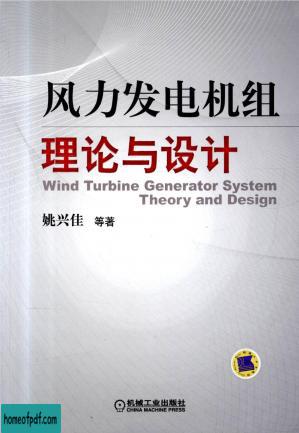 风力发电机组
理论与设计
Wind Turbine Generator System
Theory and Design
姚兴佳 等著
机械工业出版社
CHINA MACHINE PRESS
homeofpdf.com